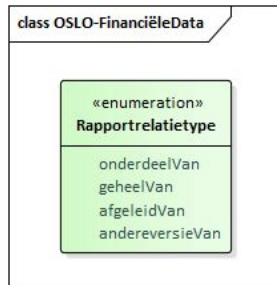 class OSLO-FinanciëleData
«enumeration»
Rapportrelatietype
onderdeelVan
geheelVan
afgeleidVan
andereversieVan